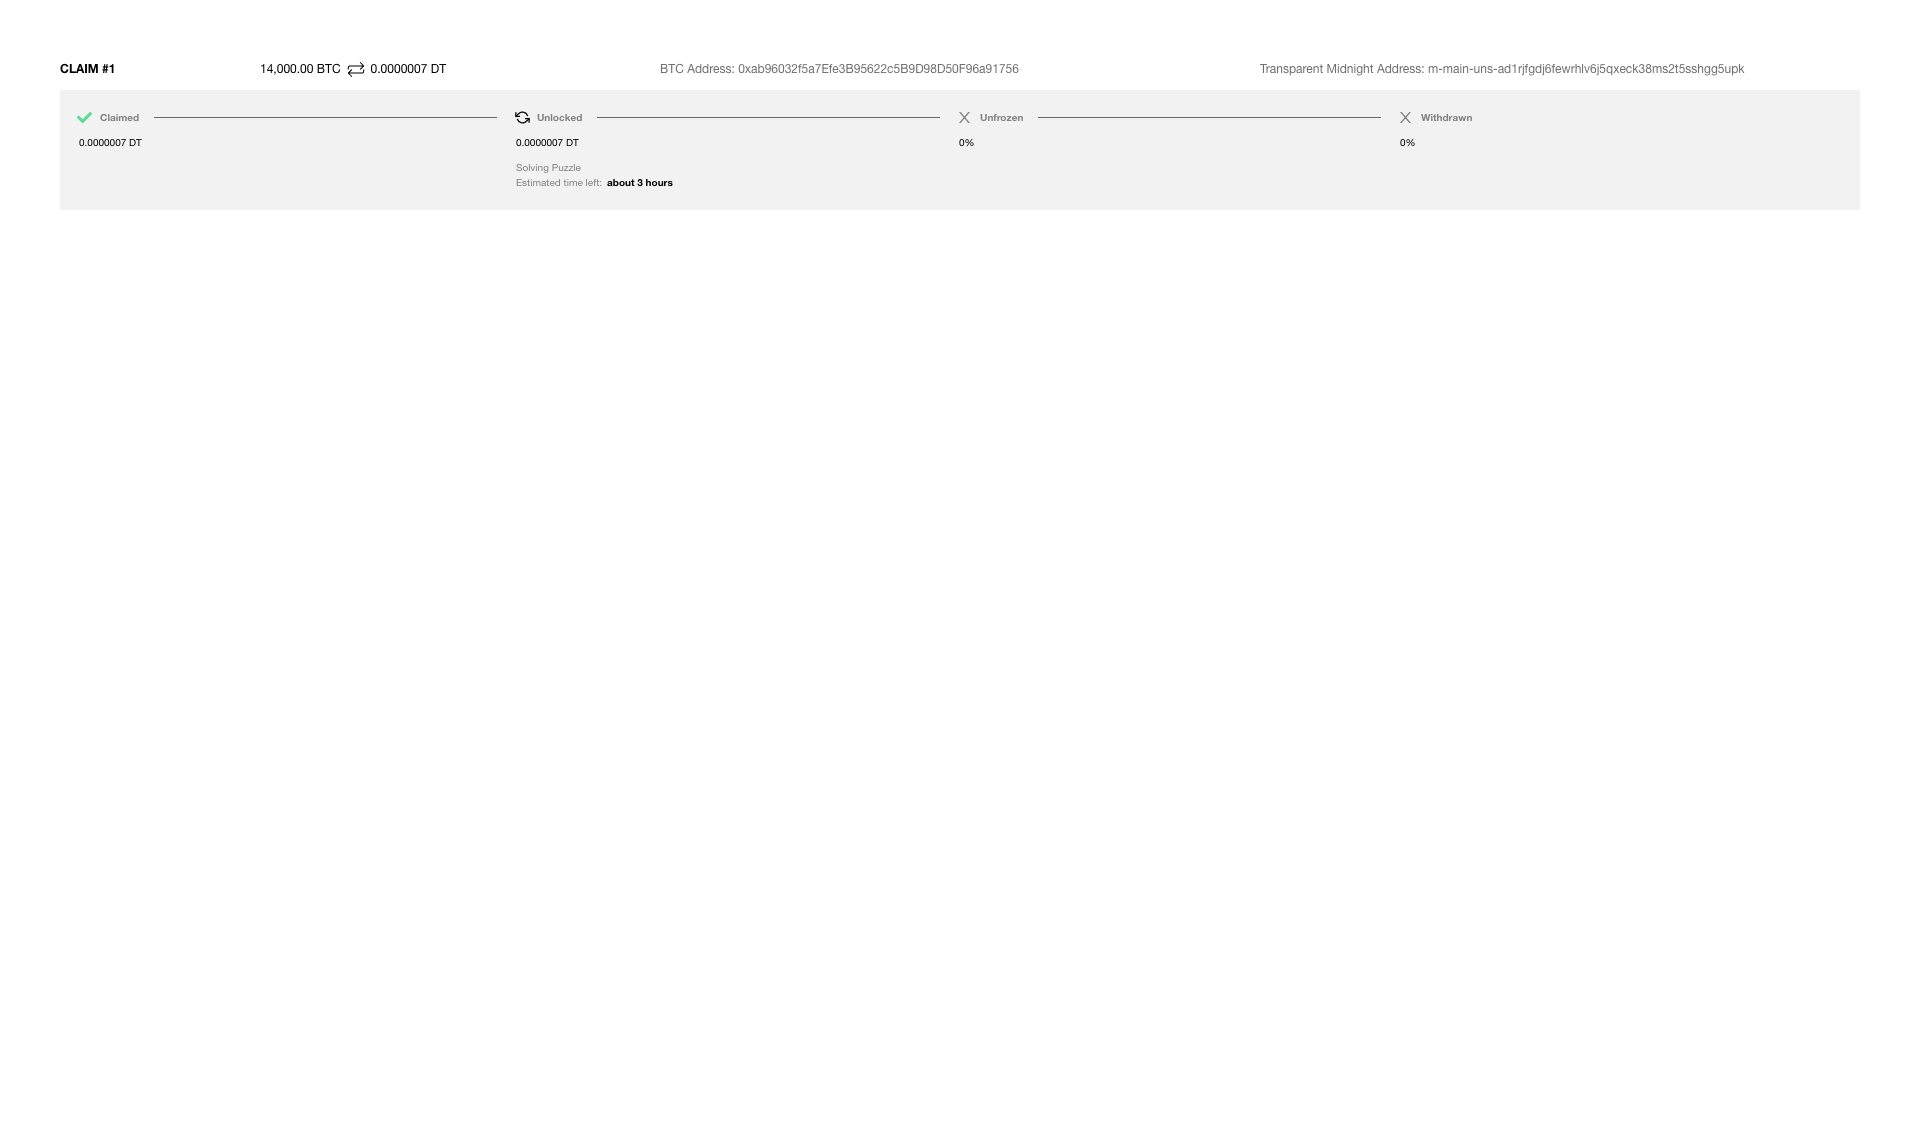 CLAIM #1 14,000.00 BTC 0.0000007 DT BTC Address: 0xab96032f5a7Efe3B95622c5B9D98D50F96a91756 Transparent Midnight Address: m-main-uns-ad1rjfgdj6fewrhlv6j5qxeck38ms2t5sshgg5upk
Claimed Unlocked Unfrozen Withdrawn
0.0000007 DT 0.0000007 DT 0% 0%
Solving Puzzle
Estimated time left: about 3 hours